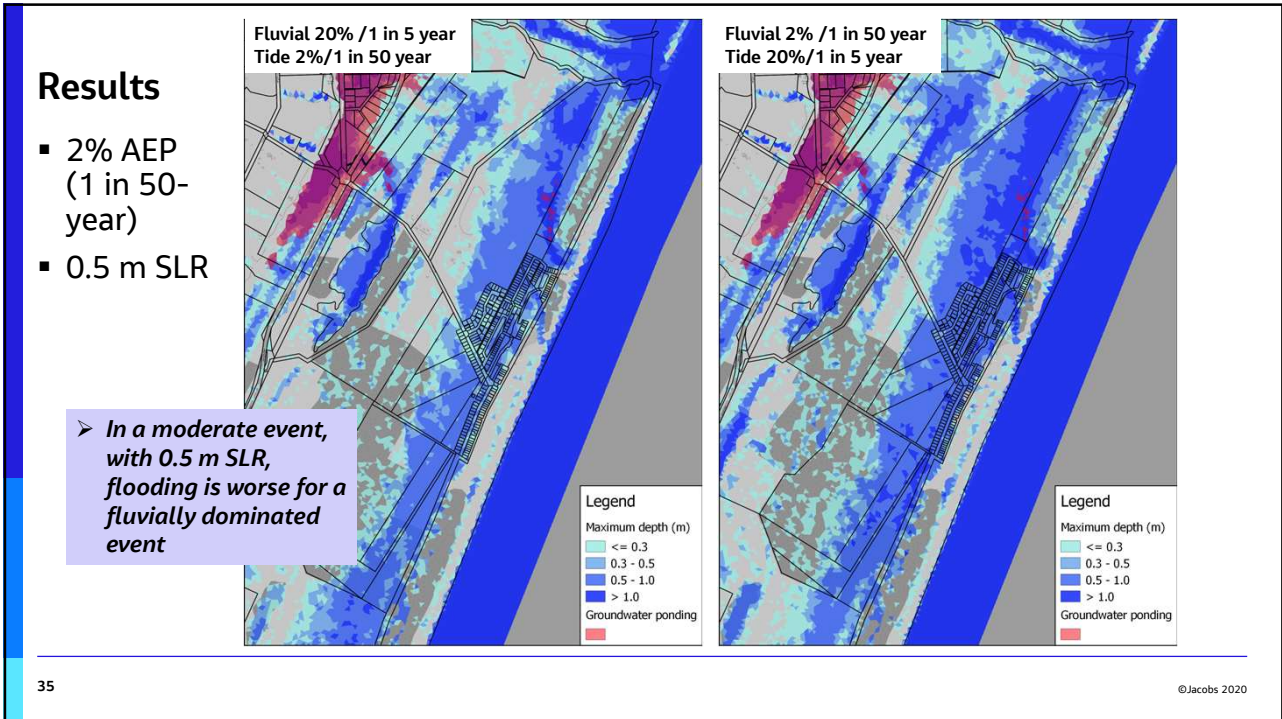 Results
▪ 2% AEP
(1 in 50-
year)
▪ 0.5 m SLR
➢ In a moderate event,
with 0.5 m SLR,
flooding is worse for a
fluvially dominated
event
Fluvial 20% /1 in 5 year
Tide 2%/1 in 50 year
Legend
Maximum depth (m)
<= 0.3
0.3 - 0.5
0.5 - 1.0
> 1.0
Groundwater ponding
Fluvial 2% /1 in 50 year
Tide 20%/1 in 5 year
Legend
Maximum depth (m)
<= 0.3
0.3 - 0.5
0.5 - 1.0
> 1.0
Groundwater ponding
35
©Jacobs 2020